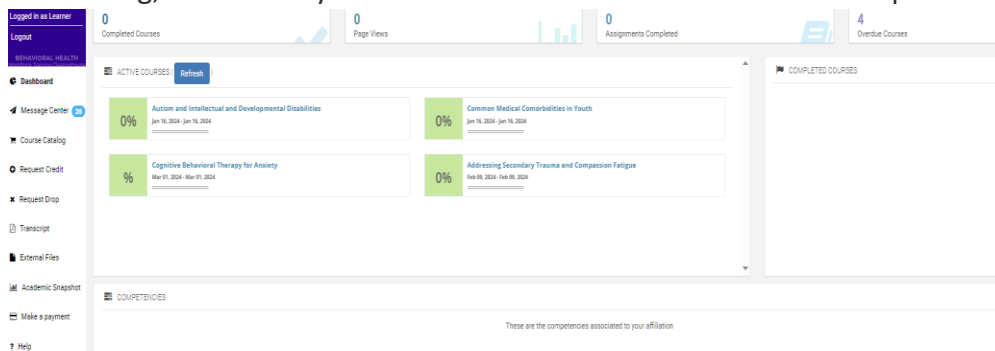 Logged in as Learner
Logout
BEHAVIORAL HEALTH
Dashboard
Message Center 26
Course Catalog
Request Credit
Request Drop
Transcript
External Files
Academic Snapshot
Make a payment
? Help
0
Completed Courses
0
Page Views
0
Assignments Completed
4
Overdue Courses
ACTIVE COURSES ( Refresh )
0%
Autism and Intellectual and Developmental Disabilities
Jan 16, 2024 - Jan 16, 2024
0%
Common Medical Comorbidities in Youth
Jan 16, 2024 - Jan 16, 2024
%
Cognitive Behavioral Therapy for Anxiety
Mar 01, 2024 - Mar 01, 2024
0%
Addressing Secondary Trauma and Compassion Fatigue
Feb 09, 2024 - Feb 09, 2024
COMPLETED COURSES
COMPETENCIES
These are the competencies associated to your affiliation